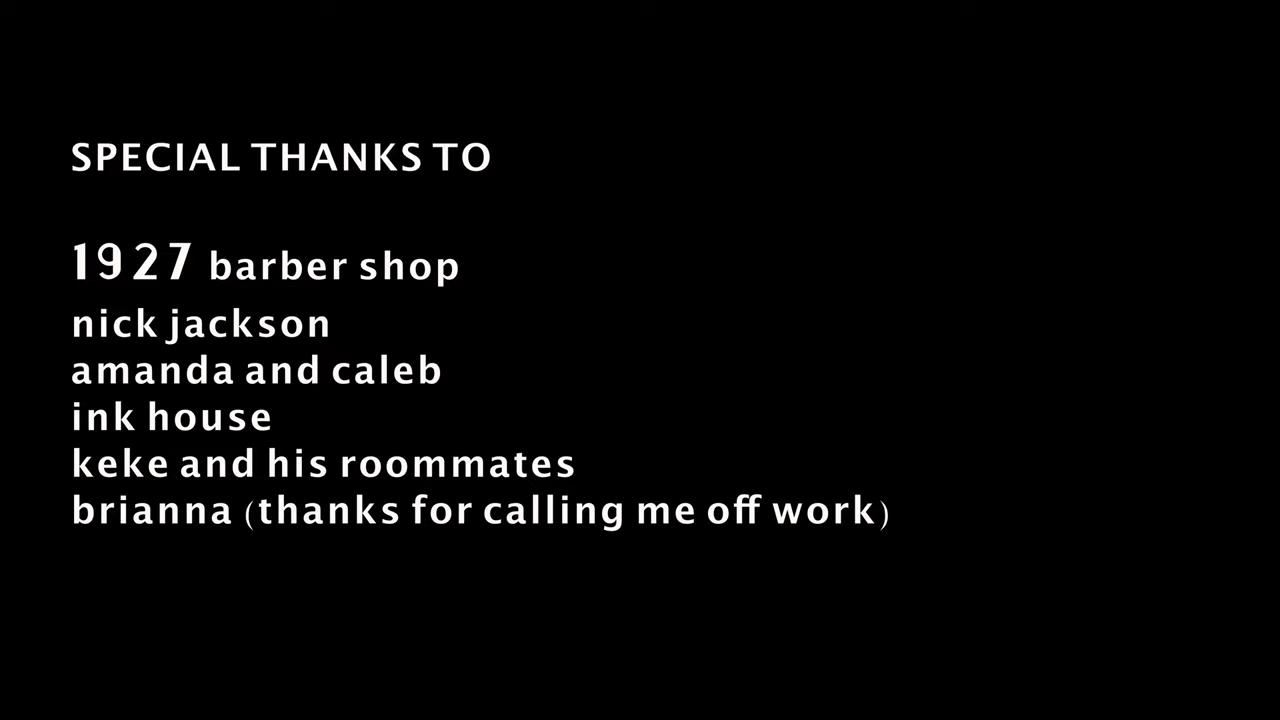 SPECIAL THANKS TO
1927 barber shop
nick jackson
amanda and caleb
ink house
keke and his roommates
brianna (thanks for calling me off work)